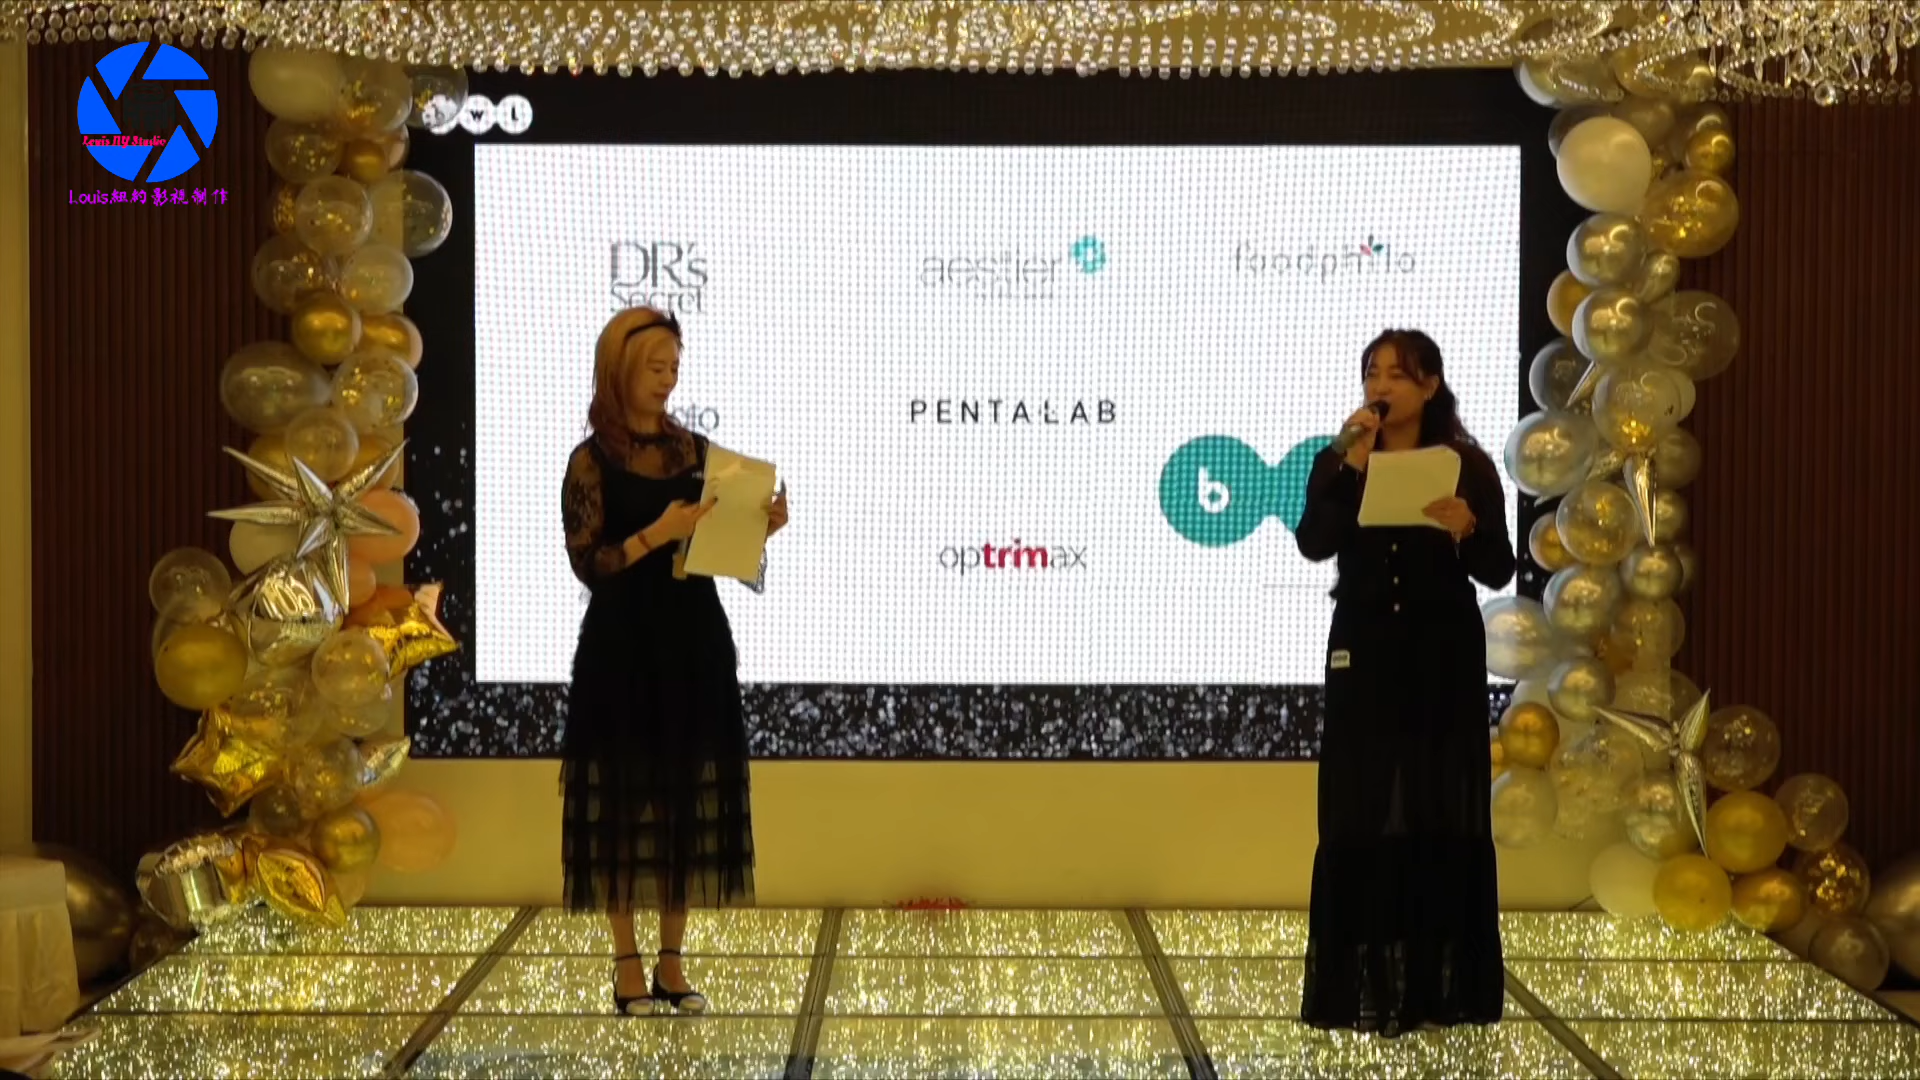 Louis NY Studio
Louis紐約影視制作
b w l
DR's
Secret
aestier
foodphilo
PENTALAB
b
optrimax